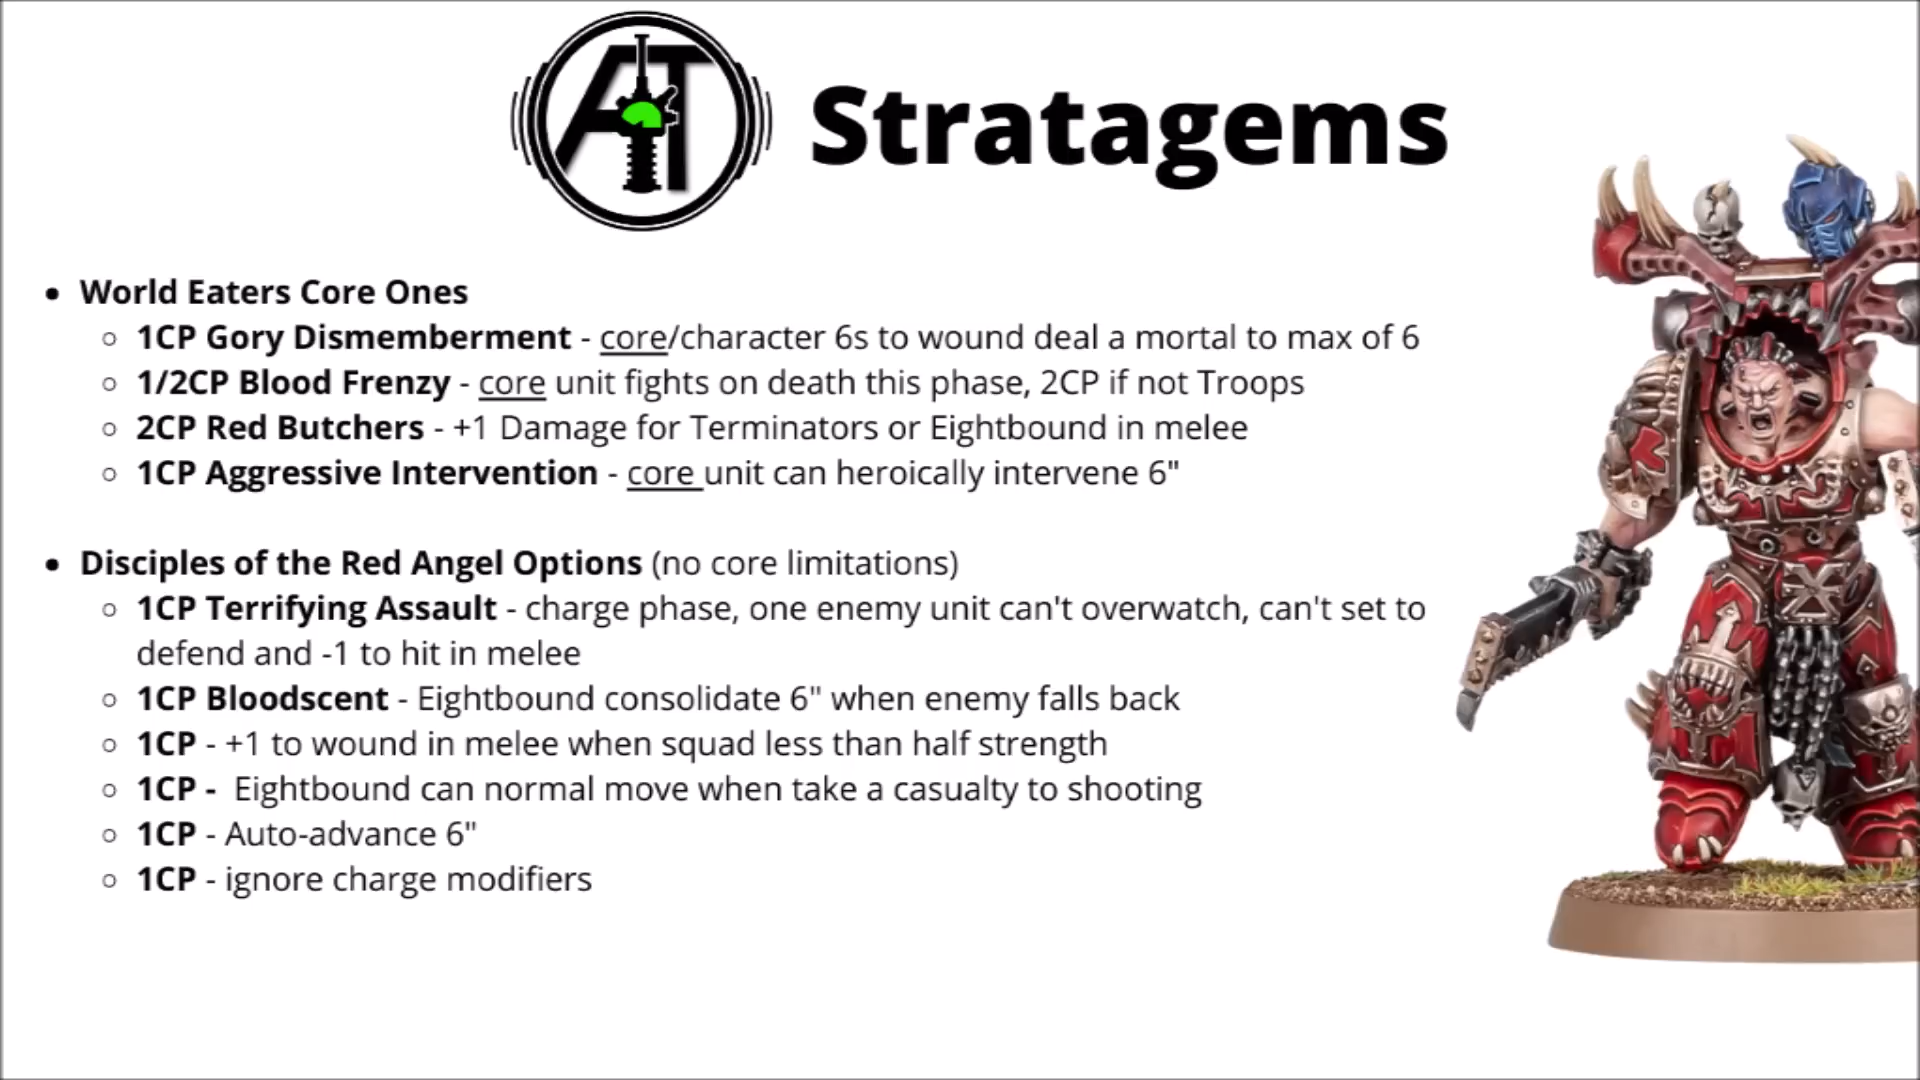 AT
Stratagems
• World Eaters Core Ones
○ 1CP Gory Dismemberment - core/character 6s to wound deal a mortal to max of 6
○ 1/2CP Blood Frenzy - core unit fights on death this phase, 2CP if not Troops
○ 2CP Red Butchers - +1 Damage for Terminators or Eightbound in melee
○ 1CP Aggressive Intervention - core unit can heroically intervene 6"
• Disciples of the Red Angel Options (no core limitations)
○ 1CP Terrifying Assault - charge phase, one enemy unit can't overwatch, can't set to
defend and -1 to hit in melee
○ 1CP Bloodscent - Eightbound consolidate 6" when enemy falls back
○ 1CP - +1 to wound in melee when squad less than half strength
○ 1CP - Eightbound can normal move when take a casualty to shooting
○ 1CP - Auto-advance 6"
○ 1CP - ignore charge modifiers